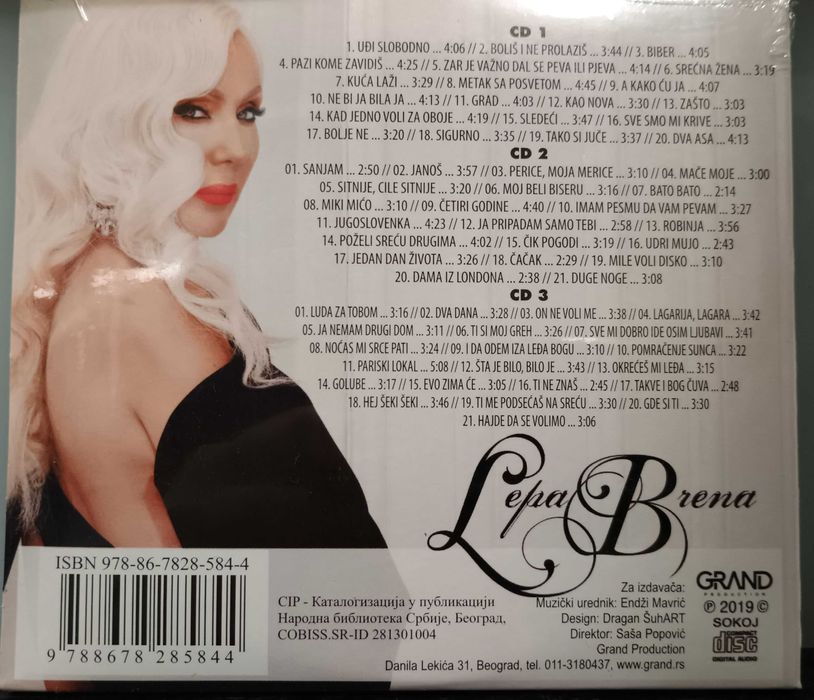 CD 1
1. UĐI SLOBODNO ... 4:06 // 2. BOLIŠ I NE PROLAZIŠ ... 3:44 // 3. BIBER ... 4:05
4. PAZI KOME ZAVIDIŠ ... 4:25 // 5. ZAR JE VAŽNO DAL SE PEVA ILI PJEVA ... 4:14 // 6. SREĆNA ŽENA ... 3:19
7. KUĆA LAŽI ... 3:29 // 8. METAK SA POSVETOM ... 4:45 // 9. A KAKO ĆU JA ... 4:07
10. NE BI JA BILA JA ... 4:13 // 11. GRAD ... 4:03 // 12. KAO NOVA ... 3:30 // 13. ZAŠTO ... 3:03
14. KAD JEDNO VOLI ZA OBOJE ... 4:19 // 15. SLEDEĆI ... 3:47 // 16. SVE SMO MI KRIVE ... 3:03
17. BOLJE NE ... 3:20 // 18. SIGURNO ... 3:35 // 19. TAKO SI JUČE ... 3:37 // 20. DVA ASA ... 4:13
CD 2
01. SANJAM ... 2:50 // 02. JANOŠ ... 3:57 // 03. PERICE, MOJA MERICE ... 3:10 // 04. MAČE MOJE ... 3:00
05. SITNIJE, CILE SITNIJE ... 3:20 // 06. MOJ BELI BISERU ... 3:16 // 07. BATO BATO ... 2:14
08. MIKI MIĆO ... 3:10 // 09. ČETIRI GODINE ... 4:40 // 10. IMAM PESMU DA VAM PEVAM ... 3:27
11. JUGOSLOVENKA ... 4:23 // 12. JA PRIPADAM SAMO TEBI ... 2:58 // 13. ROBINJA ... 3:56
14. POŽELI SREĆU DRUGIMA ... 4:02 // 15. ČIK POGODI ... 3:19 // 16. UDRI MUJO ... 2:43
17. JEDAN DAN ŽIVOTA ... 3:26 // 18. ČAČAK ... 2:29 // 19. MILE VOLI DISKO ... 3:10
20. DAMA IZ LONDONA ... 2:38 // 21. DUGE NOGE ... 3:08
CD 3
01. LUDA ZA TOBOM ... 3:16 // 02. DVA DANA ... 3:28 // 03. ON NE VOLI ME ... 3:38 // 04. LAGARIJA, LAGARA ... 3:42
05. JA NEMAM DRUGI DOM ... 3:11 // 06. TI SI MOJ GREH ... 3:26 // 07. SVE MI DOBRO IDE OSIM LJUBAVI ... 3:41
08. NOĆAS MI SRCE PATI ... 3:24 // 09. I DA ODEM IZA LEĐA BOGU ... 3:10 // 10. POMRAČENJE SUNCA ... 3:22
11. PARISKI LOKAL ... 5:08 // 12. ŠTA JE BILO, BILO JE ... 3:43 // 13. OKREĆEŠ MI LEĐA ... 3:15
14. GOLUBE ... 3:17 // 15. EVO ZIMA ĆE ... 3:05 // 16. TI NE ZNAŠ ... 2:45 // 17. TAKVE I BOG ČUVA ... 2:48
18. HEJ ŠEKI ŠEKI ... 3:46 // 19. TI ME PODSEĆAŠ NA SREĆU ... 3:30 // 20. GDE SI TI ... 3:30
21. HAJDE DA SE VOLIMO ... 3:06
Lepa Brena
ISBN 978-86-7828-584-4
9 788678 285844
CIP - Каталогизација у публикацији
Народна библиотека Србије, Београд,
COBISS.SR-ID 281301004
Za izdavača:
Muzički urednik: Endži Mavrić
Design: Dragan ŠuhART
Direktor: Saša Popović
Grand Production
Danila Lekića 31, Beograd, tel. 011-3180437, www.grand.rs
GRAND
PRODUCTION
℗ 2019 ©
SOKOJ
COMPACT
disc
DIGITAL AUDIO